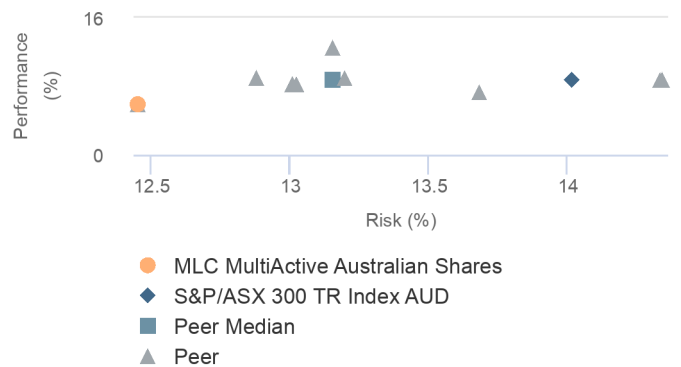 16
Performance
(%)
0
12.5
13
13.5
14
Risk (%)
MLC MultiActive Australian Shares
S&P/ASX 300 TR Index AUD
Peer Median
Peer